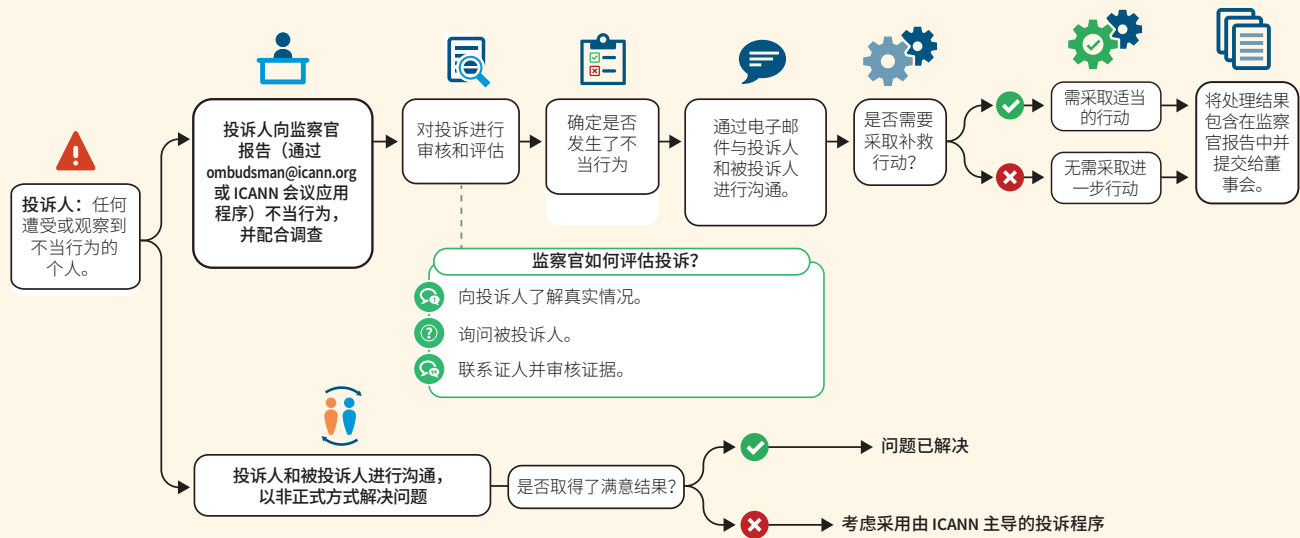 投诉人：任何
遭受或观察到
不当行为的
个人。
投诉人向监察官
报告（通过
ombudsman@icann.org
或 ICANN 会议应用
程序）不当行为，
并配合调查
对投诉进行
审核和评估
确定是否
发生了不
当行为
通过电子邮
件与投诉人
和被投诉人
进行沟通。
是否需要
采取补救
行动？
需采取适当
的行动
无需采取进
一步行动
将处理结果
包含在监察
官报告中并
提交给董
事会。
监察官如何评估投诉？
向投诉人了解真实情况。
询问被投诉人。
联系证人并审核证据。
投诉人和被投诉人进行沟通，
以非正式方式解决问题
是否取得了满意结果？
问题已解决
考虑采用由 ICANN 主导的投诉程序